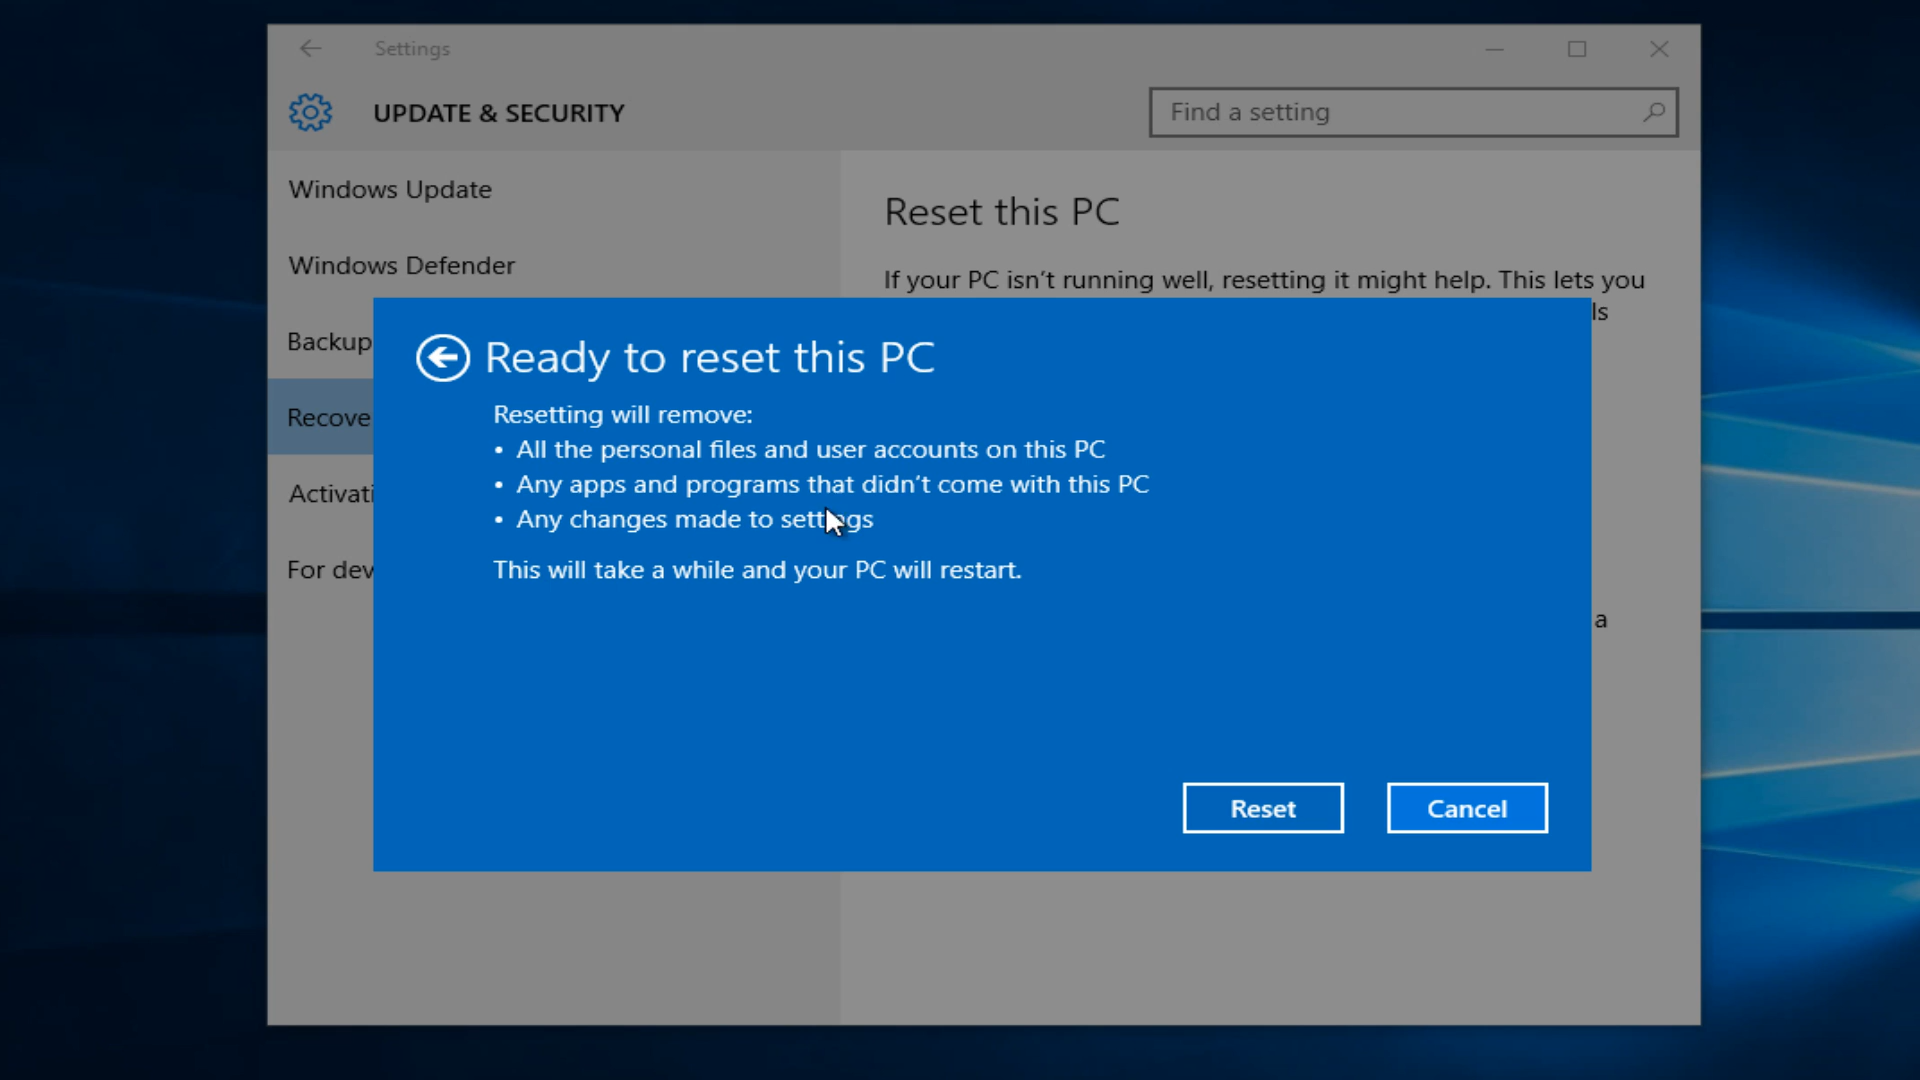 Settings
UPDATE & SECURITY
Find a setting
Windows Update
Windows Defender
Backup
Recove
Activati
For dev
Reset this PC
If your PC isn't running well, resetting it might help. This lets you
ls
a
Ready to reset this PC
Resetting will remove:
• All the personal files and user accounts on this PC
• Any apps and programs that didn't come with this PC
• Any changes made to settings
This will take a while and your PC will restart.
Reset
Cancel